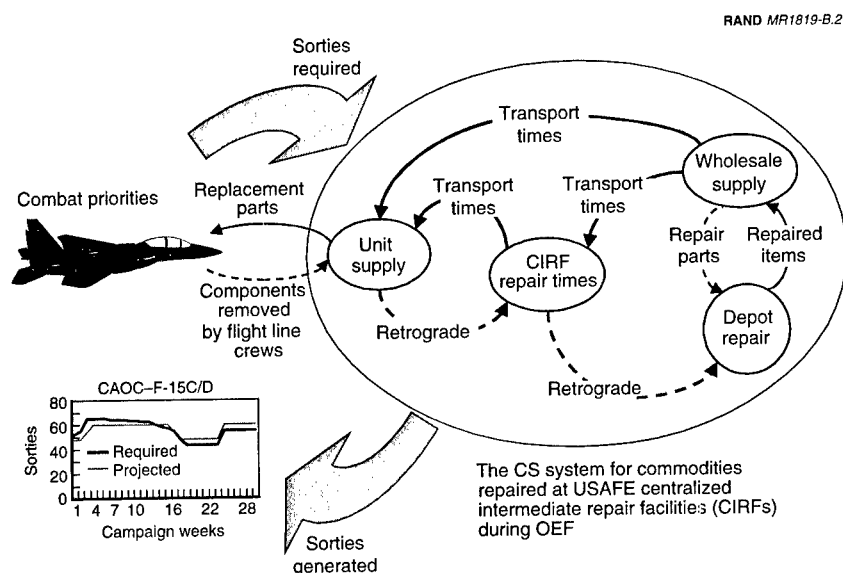 RAND MR1819-B.2
Sorties
required
Transport
times
Wholesale
supply
Combat priorities
Replacement
parts
Transport
times
Transport
times
Unit
supply
CIRF
repair times
Repair
parts
Repaired
items
Components
removed
by flight line
crews
Retrograde
Depot
repair
Retrograde
CAOC–F-15C/D
Sorties
80
60
40
20
0
Required
Projected
1 4 7 10 16 22 28
Campaign weeks
The CS system for commodities
repaired at USAFE centralized
intermediate repair facilities (CIRFs)
during OEF
Sorties
generated